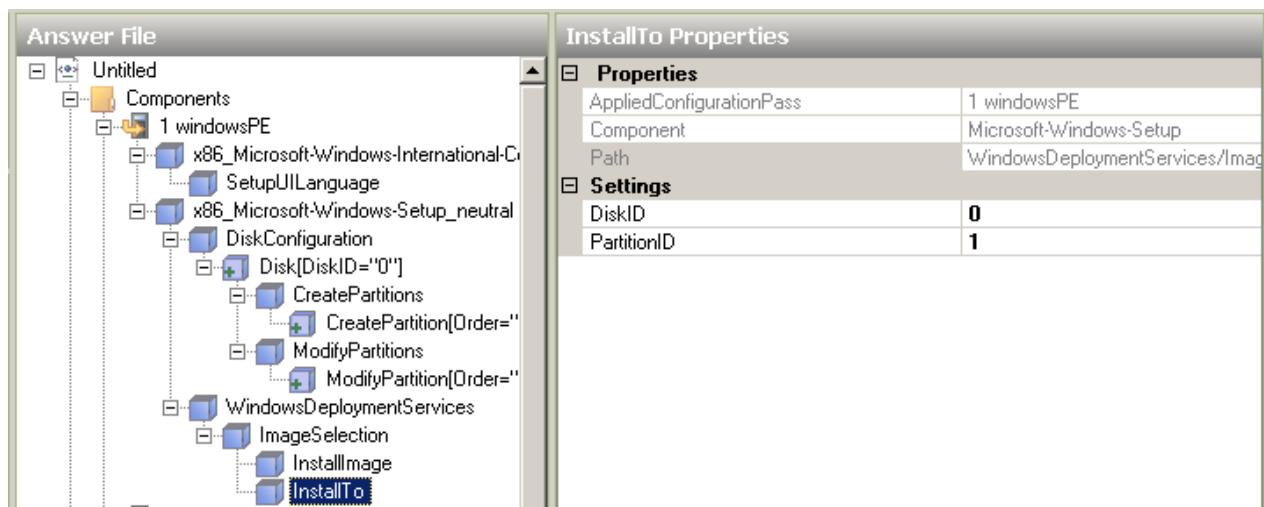 Answer File
Untitled
Components
1 windowsPE
x86_Microsoft-Windows-International-C
SetupUILanguage
x86_Microsoft-Windows-Setup_neutral
DiskConfiguration
Disk[DiskID="0"]
CreatePartitions
CreatePartition[Order="
ModifyPartitions
ModifyPartition[Order="
WindowsDeploymentServices
ImageSelection
InstallImage
InstallTo
InstallTo Properties
Properties
AppliedConfigurationPass 1 windowsPE
Component Microsoft-Windows-Setup
Path WindowsDeploymentServices/Imag
Settings
DiskID 0
PartitionID 1